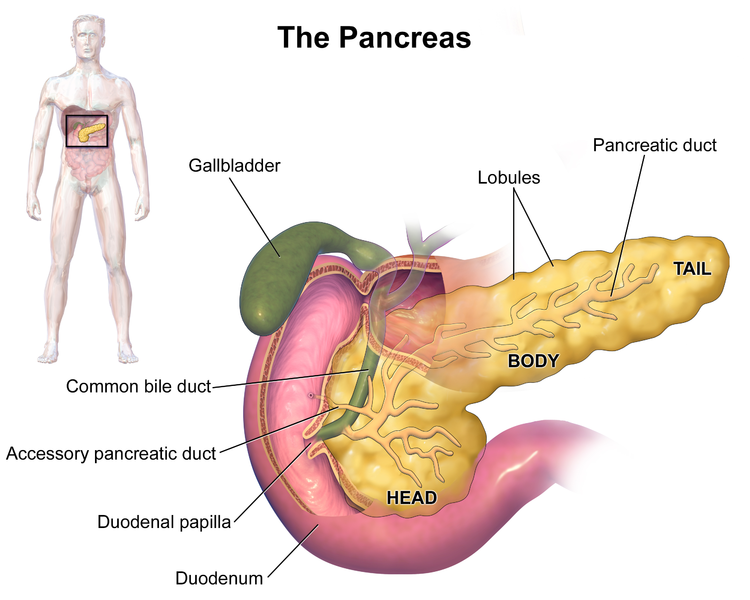 The Pancreas
Pancreatic duct
Gallbladder
Lobules
TAIL
BODY
Common bile duct
Accessory pancreatic duct
HEAD
Duodenal papilla
Duodenum